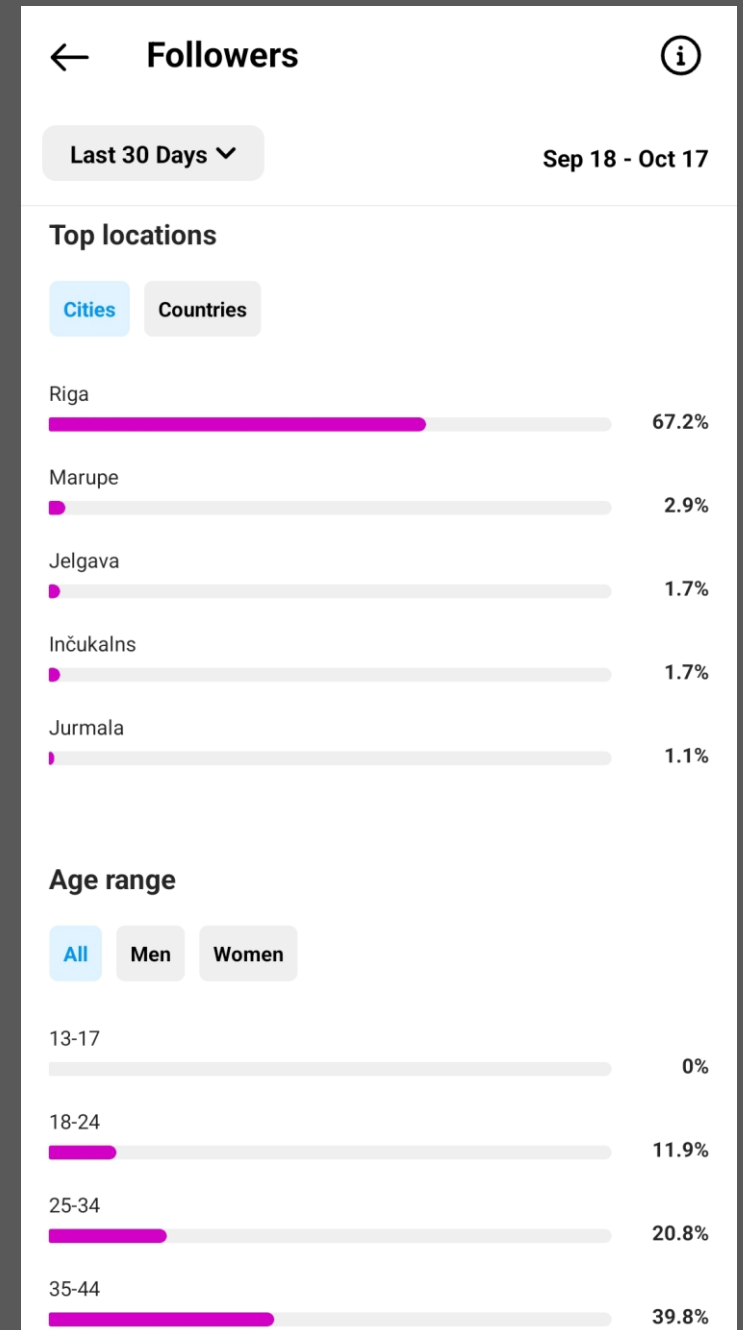 Followers
Last 30 Days
Sep 18 - Oct 17
Top locations
Cities
Countries
Riga
67.2%
Marupe
2.9%
Jelgava
1.7%
Inčukalns
1.7%
Jurmala
1.1%
Age range
All
Men
Women
13-17
0%
18-24
11.9%
25-34
20.8%
35-44
39.8%